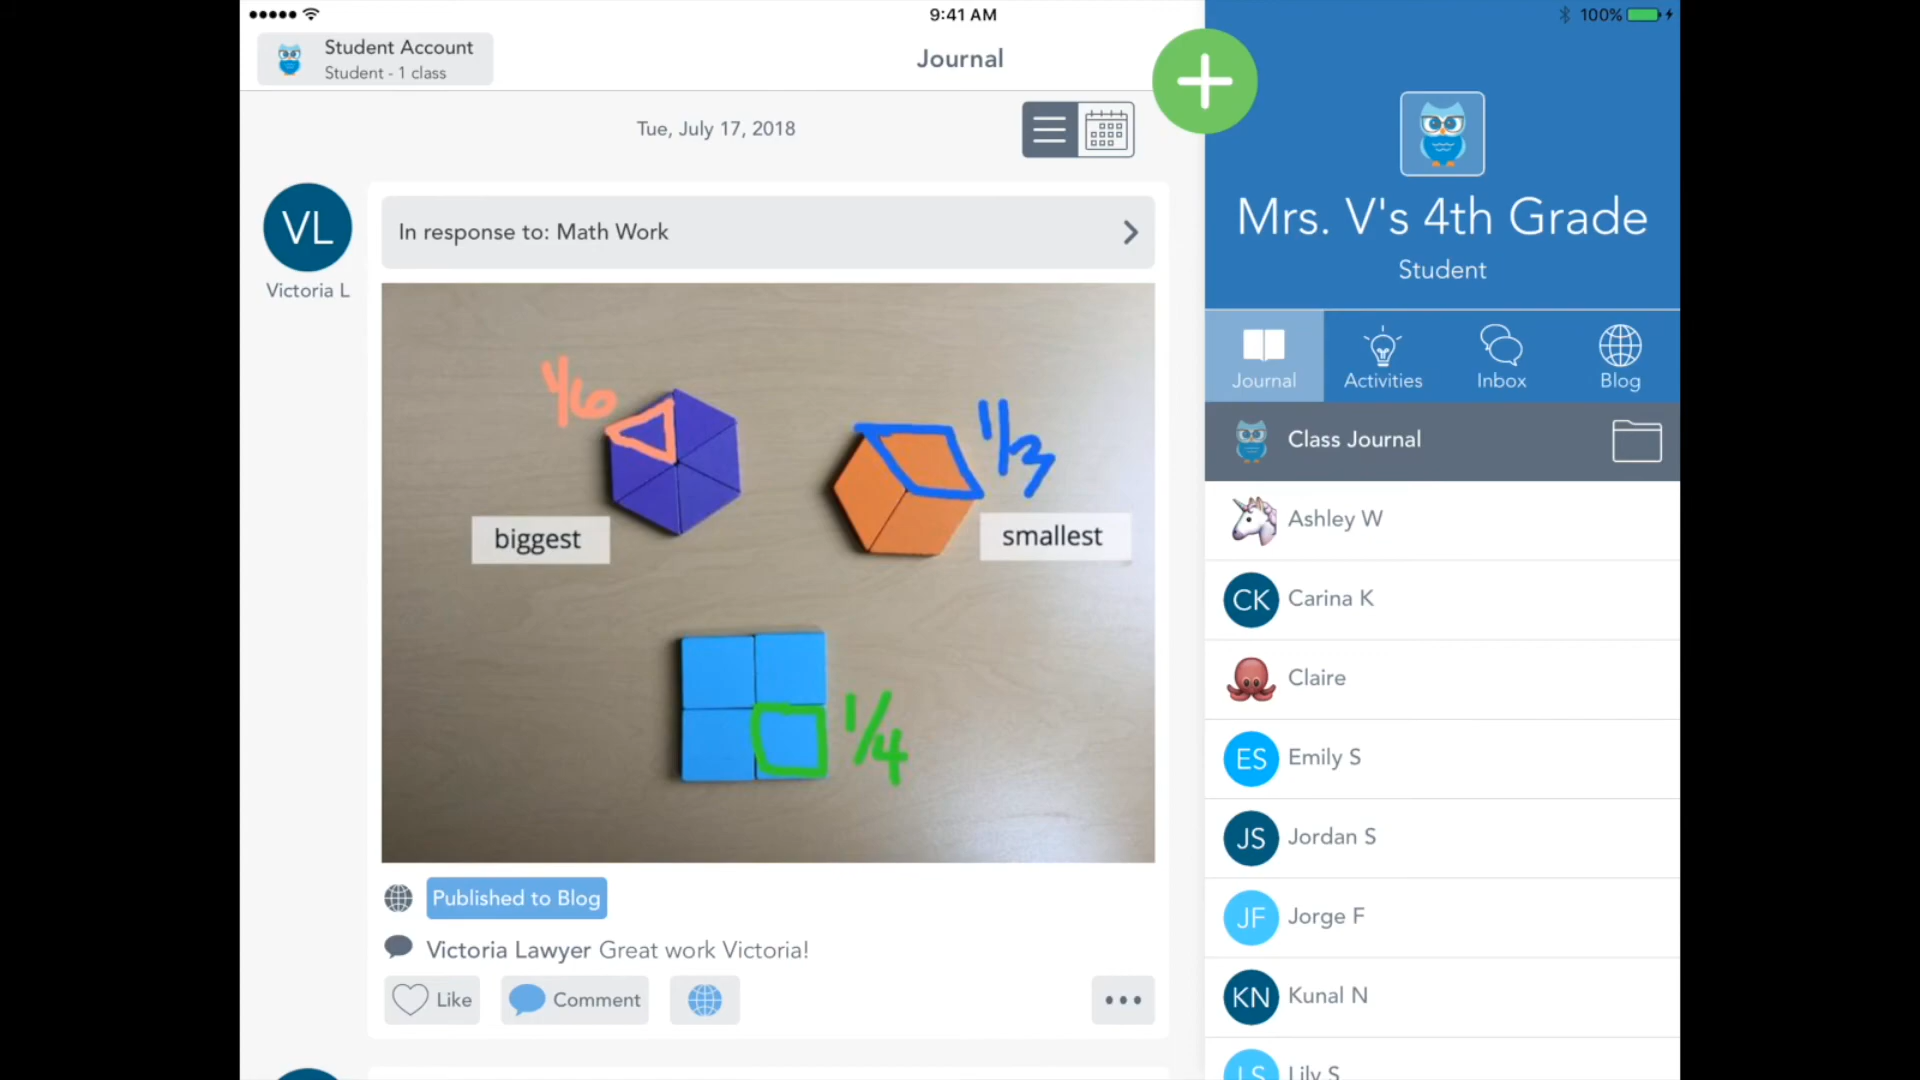 9:41 AM
100%
Student Account
Student - 1 class
Journal
Tue, July 17, 2018
VL
Victoria L
In response to: Math Work
1/6
1/3
biggest
smallest
1/4
Published to Blog
Victoria Lawyer Great work Victoria!
Like
Comment
Mrs. V's 4th Grade
Student
Journal
Activities
Inbox
Blog
Class Journal
Ashley W
CK Carina K
Claire
ES Emily S
JS Jordan S
JF Jorge F
KN Kunal N
LS Lily S